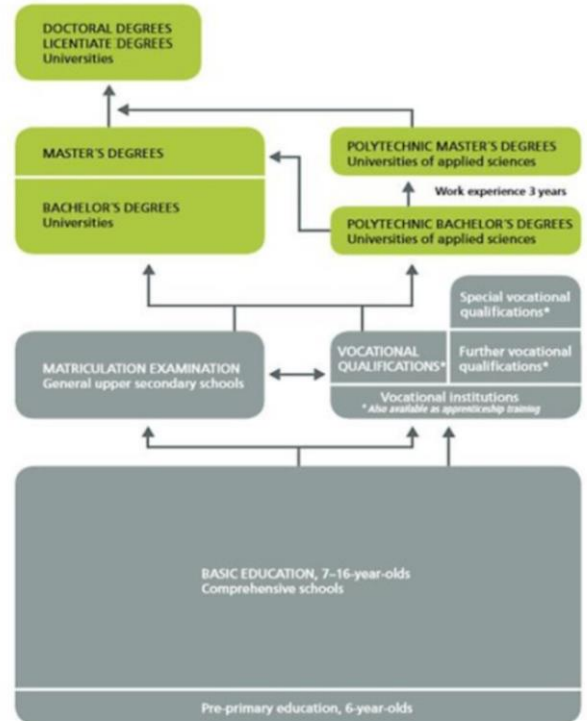 DOCTORAL DEGREES
LICENTIATE DEGREES
Universities
MASTER'S DEGREES
POLYTECHNIC MASTER'S DEGREES
Universities of applied sciences
Work experience 3 years
BACHELOR'S DEGREES
Universities
POLYTECHNIC BACHELOR'S DEGREES
Universities of applied sciences
Special vocational
qualifications*
MATRICULATION EXAMINATION
General upper secondary schools
VOCATIONAL
QUALIFICATIONS*
Further vocational
qualifications*
Vocational institutions
* Also available as apprenticeship training
BASIC EDUCATION, 7–16-year-olds
Comprehensive schools
Pre-primary education, 6-year-olds